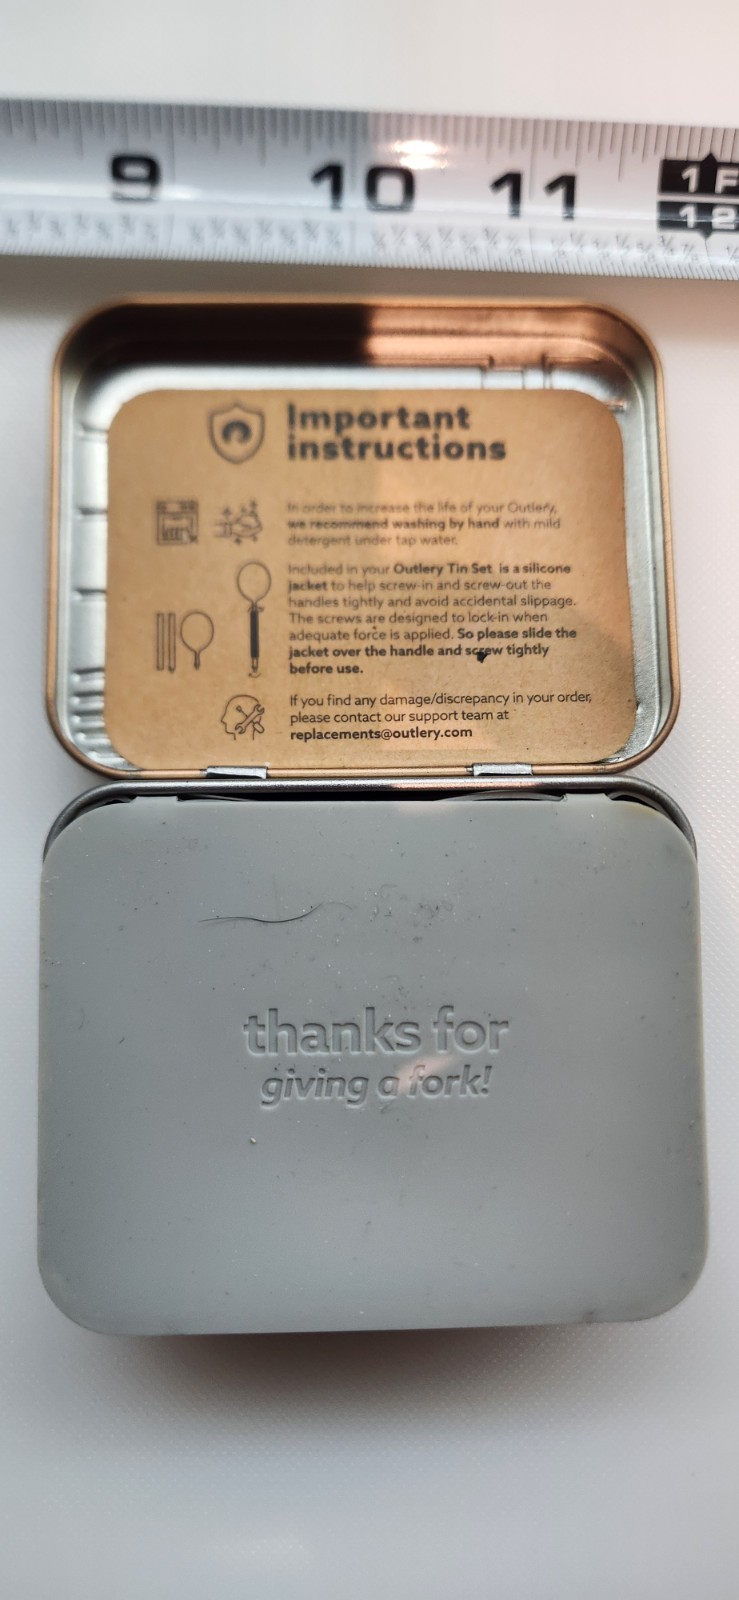 9 10 11 1F
12
Important
instructions
In order to increase the life of your Outlery,
we recommend washing by hand with mild
detergent under tap water.
Included in your Outlery Tin Set is a silicone
jacket to help screw-in and screw-out the
handles tightly and avoid accidental slippage.
The screws are designed to lock-in when
adequate force is applied. So please slide the
jacket over the handle and screw tightly
before use.
If you find any damage/discrepancy in your order,
please contact our support team at
replacements@outlery.com
thanks for
giving a fork!